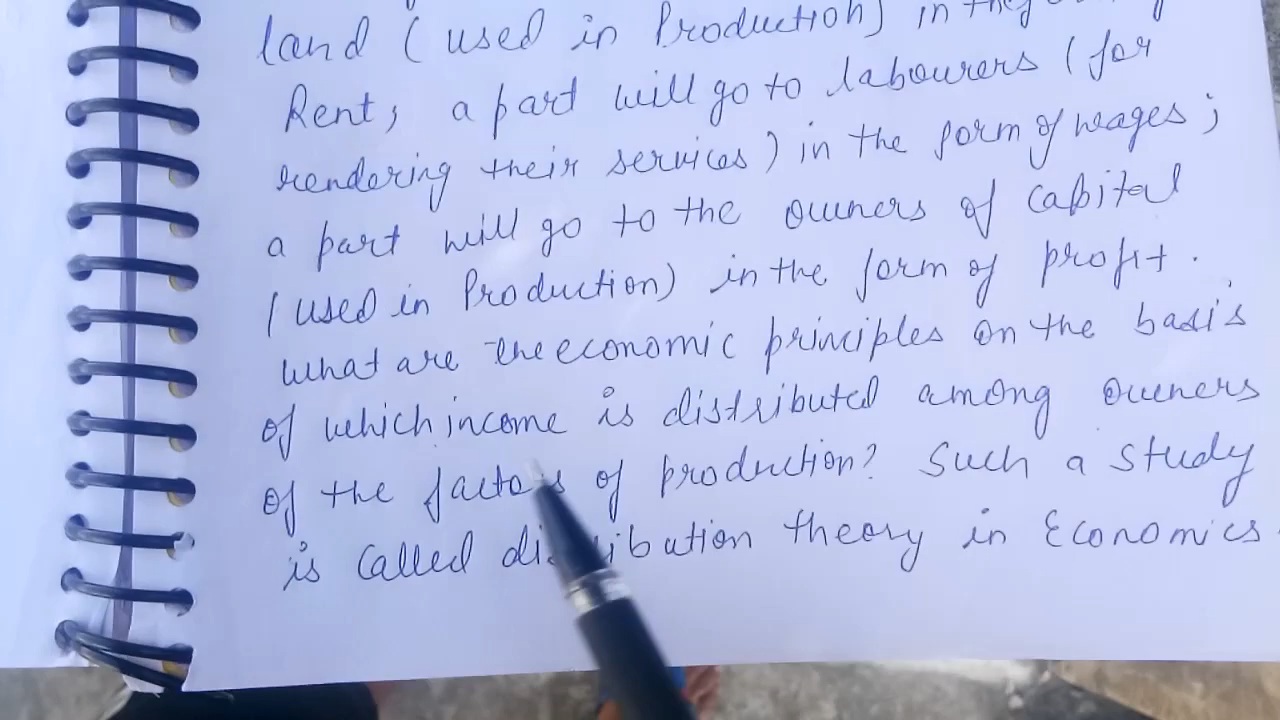 land (used in Production) in the
Rent; a part will go to labourers (for
rendering their services) in the form of wages;
a part will go to the owners of capital
(used in Production) in the form of profit.
what are the economic principles on the basis
of which income is distributed among owners
of the factors of production? Such a study
is called distribution theory in Economics.